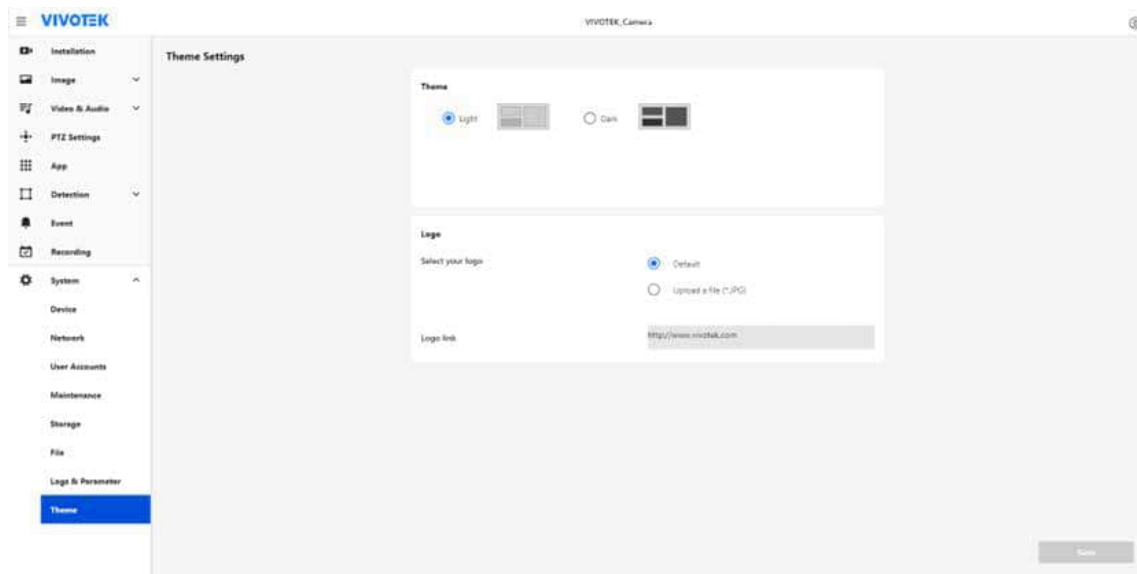 VIVOTEK
VIVOTEK_Camera
Installation
Image
Video & Audio
PTZ Settings
App
Detection
Event
Recording
System
Device
Network
User Accounts
Maintenance
Storage
File
Logs & Parameter
Theme
Theme Settings
Theme
Light
Dark
Logo
Select your logo
Default
Upload a file (*.JPG)
Logo link
http://www.vivotek.com
Save